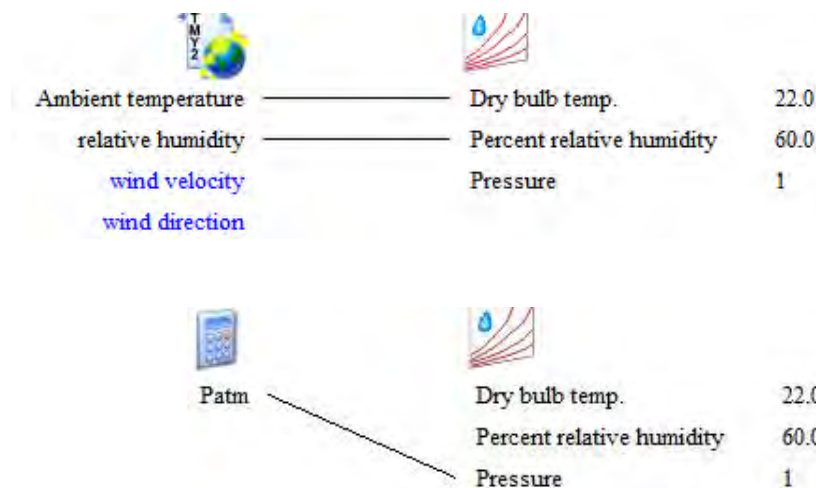 TMY2
Ambient temperature Dry bulb temp. 22.0
relative humidity Percent relative humidity 60.0
wind velocity Pressure 1
wind direction
Patm Dry bulb temp. 22.0
Percent relative humidity 60.0
Pressure 1